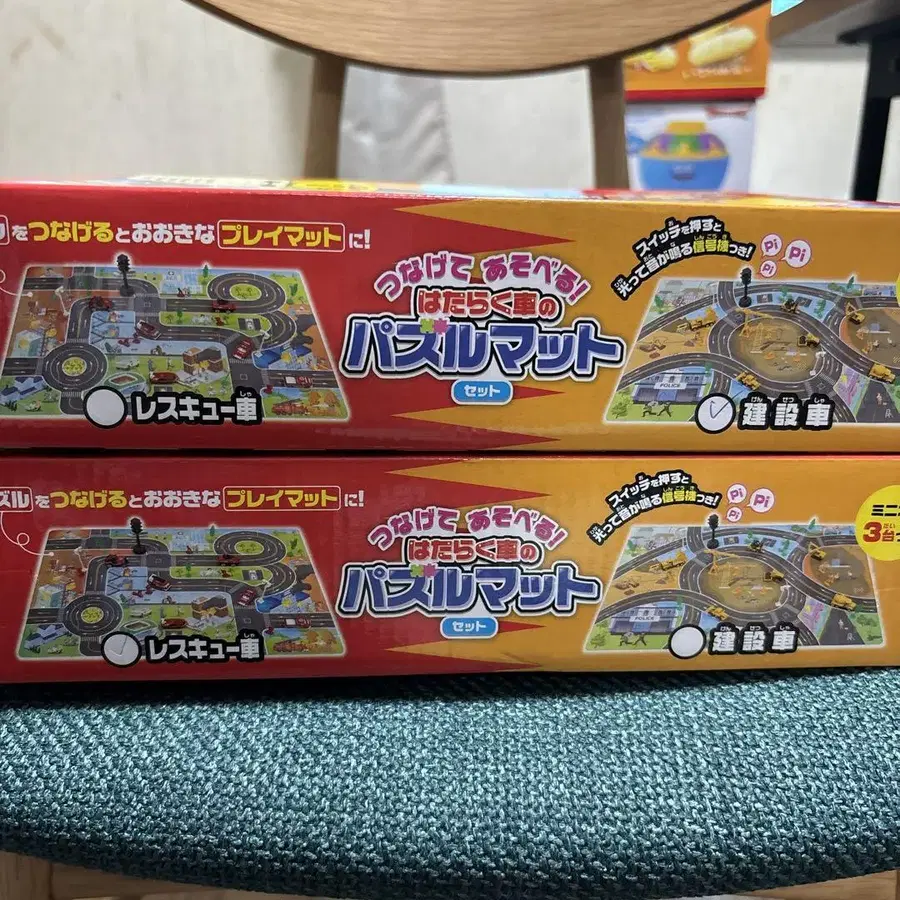 をつなげるとおおきなプレイマットに!
つなげて あそべる!
はたらく車の
パズルマット
セット
スイッチを押すと
光って音が鳴る信号機つき!
Pi Pi
Pi
POLICE
レスキュー車
建設車
ズルをつなげるとおおきなプレイマットに!
つなげて あそべる!
はたらく車の
パズルマット
セット
スイッチを押すと
光って音が鳴る信号機つき!
Pi Pi
Pi
ミニ
3台
POLICE
レスキュー車
建設車